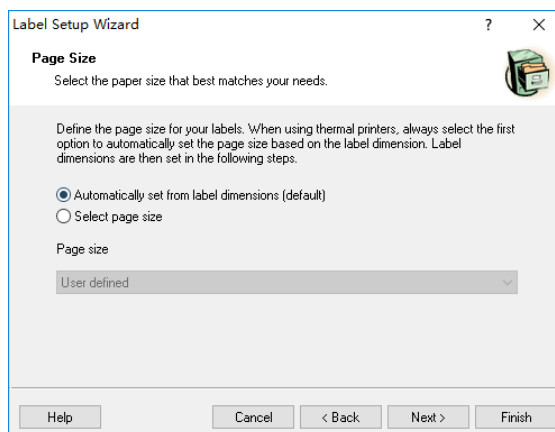 Label Setup Wizard
?
Page Size
Select the paper size that best matches your needs.
Define the page size for your labels. When using thermal printers, always select the first
option to automatically set the page size based on the label dimension. Label
dimensions are then set in the following steps.
Automatically set from label dimensions (default)
Select page size
Page size
User defined
Help
Cancel
< Back
Next >
Finish